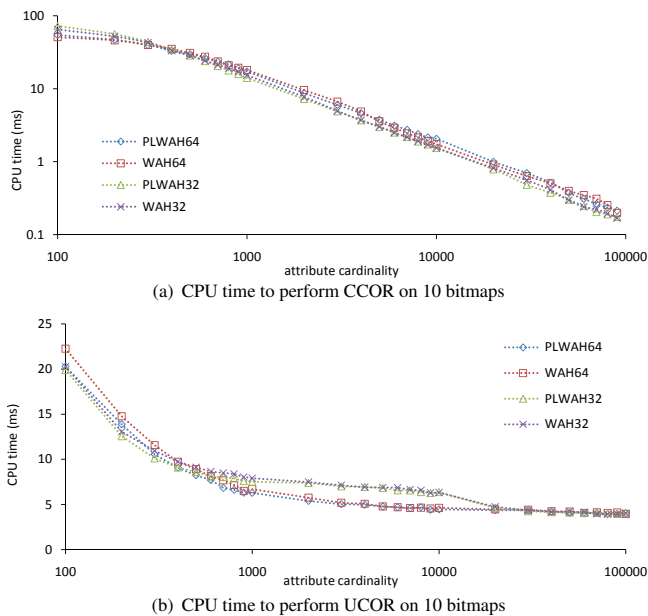 100
10
1
0.1
CPU time (ms)
PLWAH64
WAH64
PLWAH32
WAH32
100 1000 10000 100000
attribute cardinality
(a) CPU time to perform CCOR on 10 bitmaps
25
20
15
10
5
0
CPU time (ms)
PLWAH64
WAH64
PLWAH32
WAH32
100 1000 10000 100000
attribute cardinality
(b) CPU time to perform UCOR on 10 bitmaps